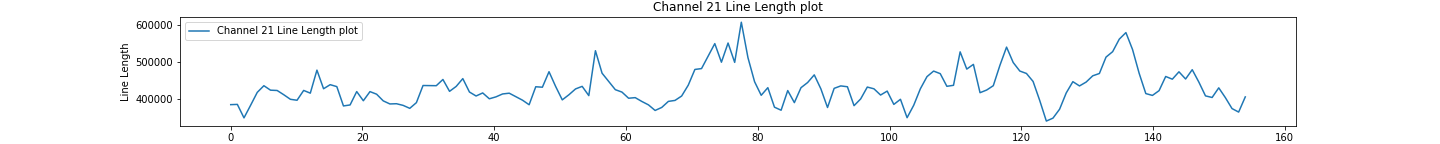 Channel 21 Line Length plot
Channel 21 Line Length plot
Line Length
600000
500000
400000
0 20 40 60 80 100 120 140 160